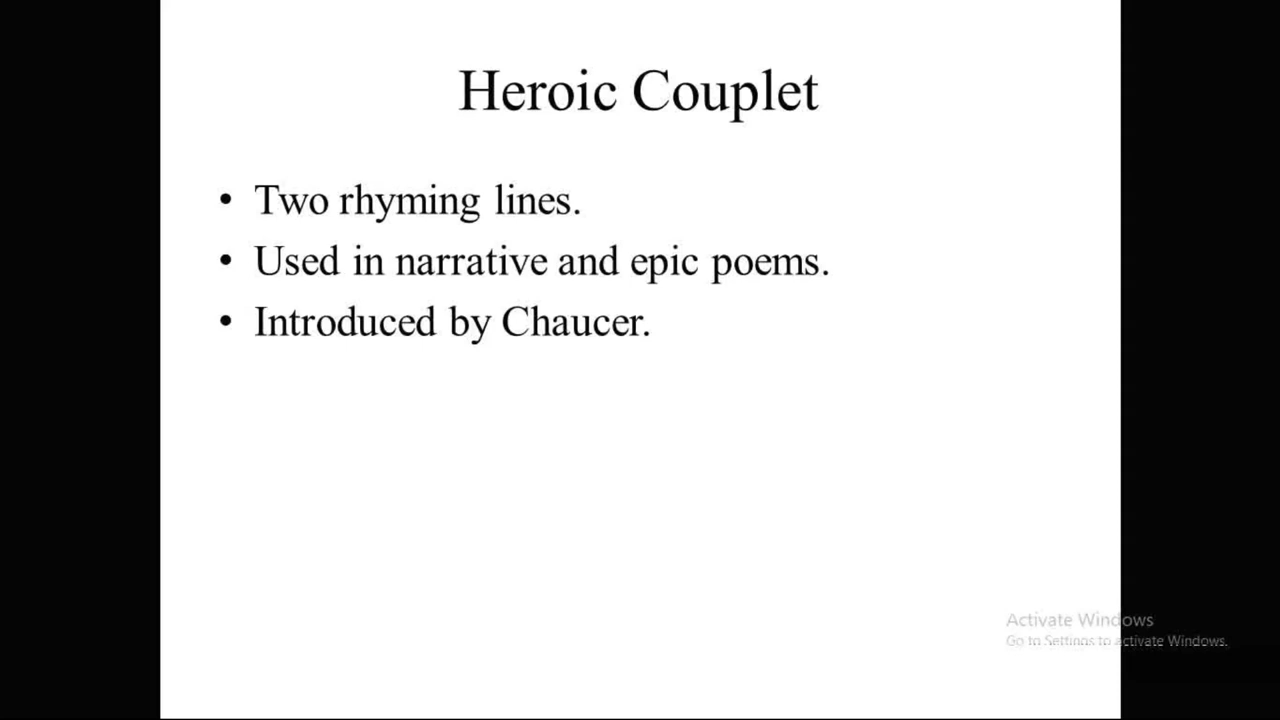 Heroic Couplet
• Two rhyming lines.
• Used in narrative and epic poems.
• Introduced by Chaucer.
Activate Windows
Go to Settings to activate Windows.